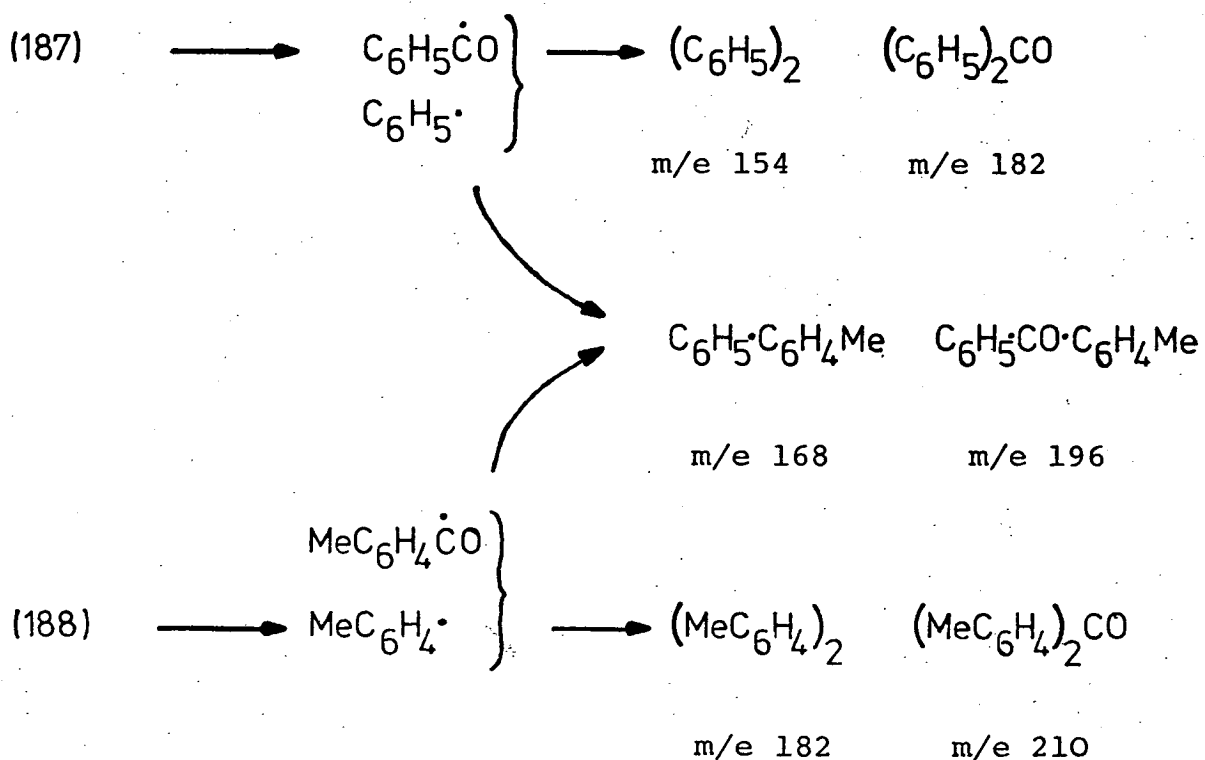 (187) C₆H₅ĊO (C₆H₅)₂ (C₆H₅)₂CO
C₆H₅·
m/e 154 m/e 182
C₆H₅·C₆H₄Me C₆H₅·CO·C₆H₄Me
m/e 168 m/e 196
MeC₆H₄ĊO
(188) MeC₆H₄· (MeC₆H₄)₂ (MeC₆H₄)₂CO
m/e 182 m/e 210